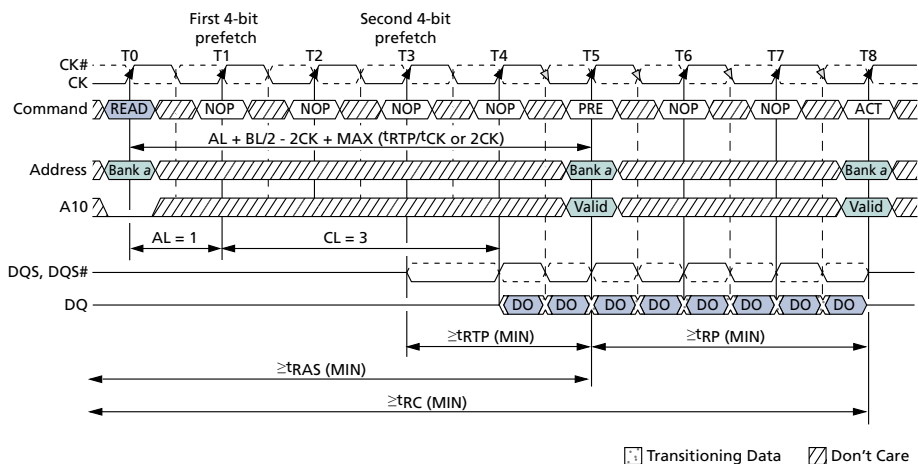 First 4-bit prefetch
Second 4-bit prefetch
T0 T1 T2 T3 T4 T5 T6 T7 T8
CK#
CK
Command READ NOP NOP NOP NOP PRE NOP NOP ACT
AL + BL/2 - 2CK + MAX (tRTP/tCK or 2CK)
Address Bank a Bank a Bank a
A10 Valid Valid
AL = 1 CL = 3
DQS, DQS#
DQ DO DO DO DO DO DO DO DO
≥tRTP (MIN) ≥tRP (MIN)
≥tRAS (MIN)
≥tRC (MIN)
Transitioning Data Don't Care